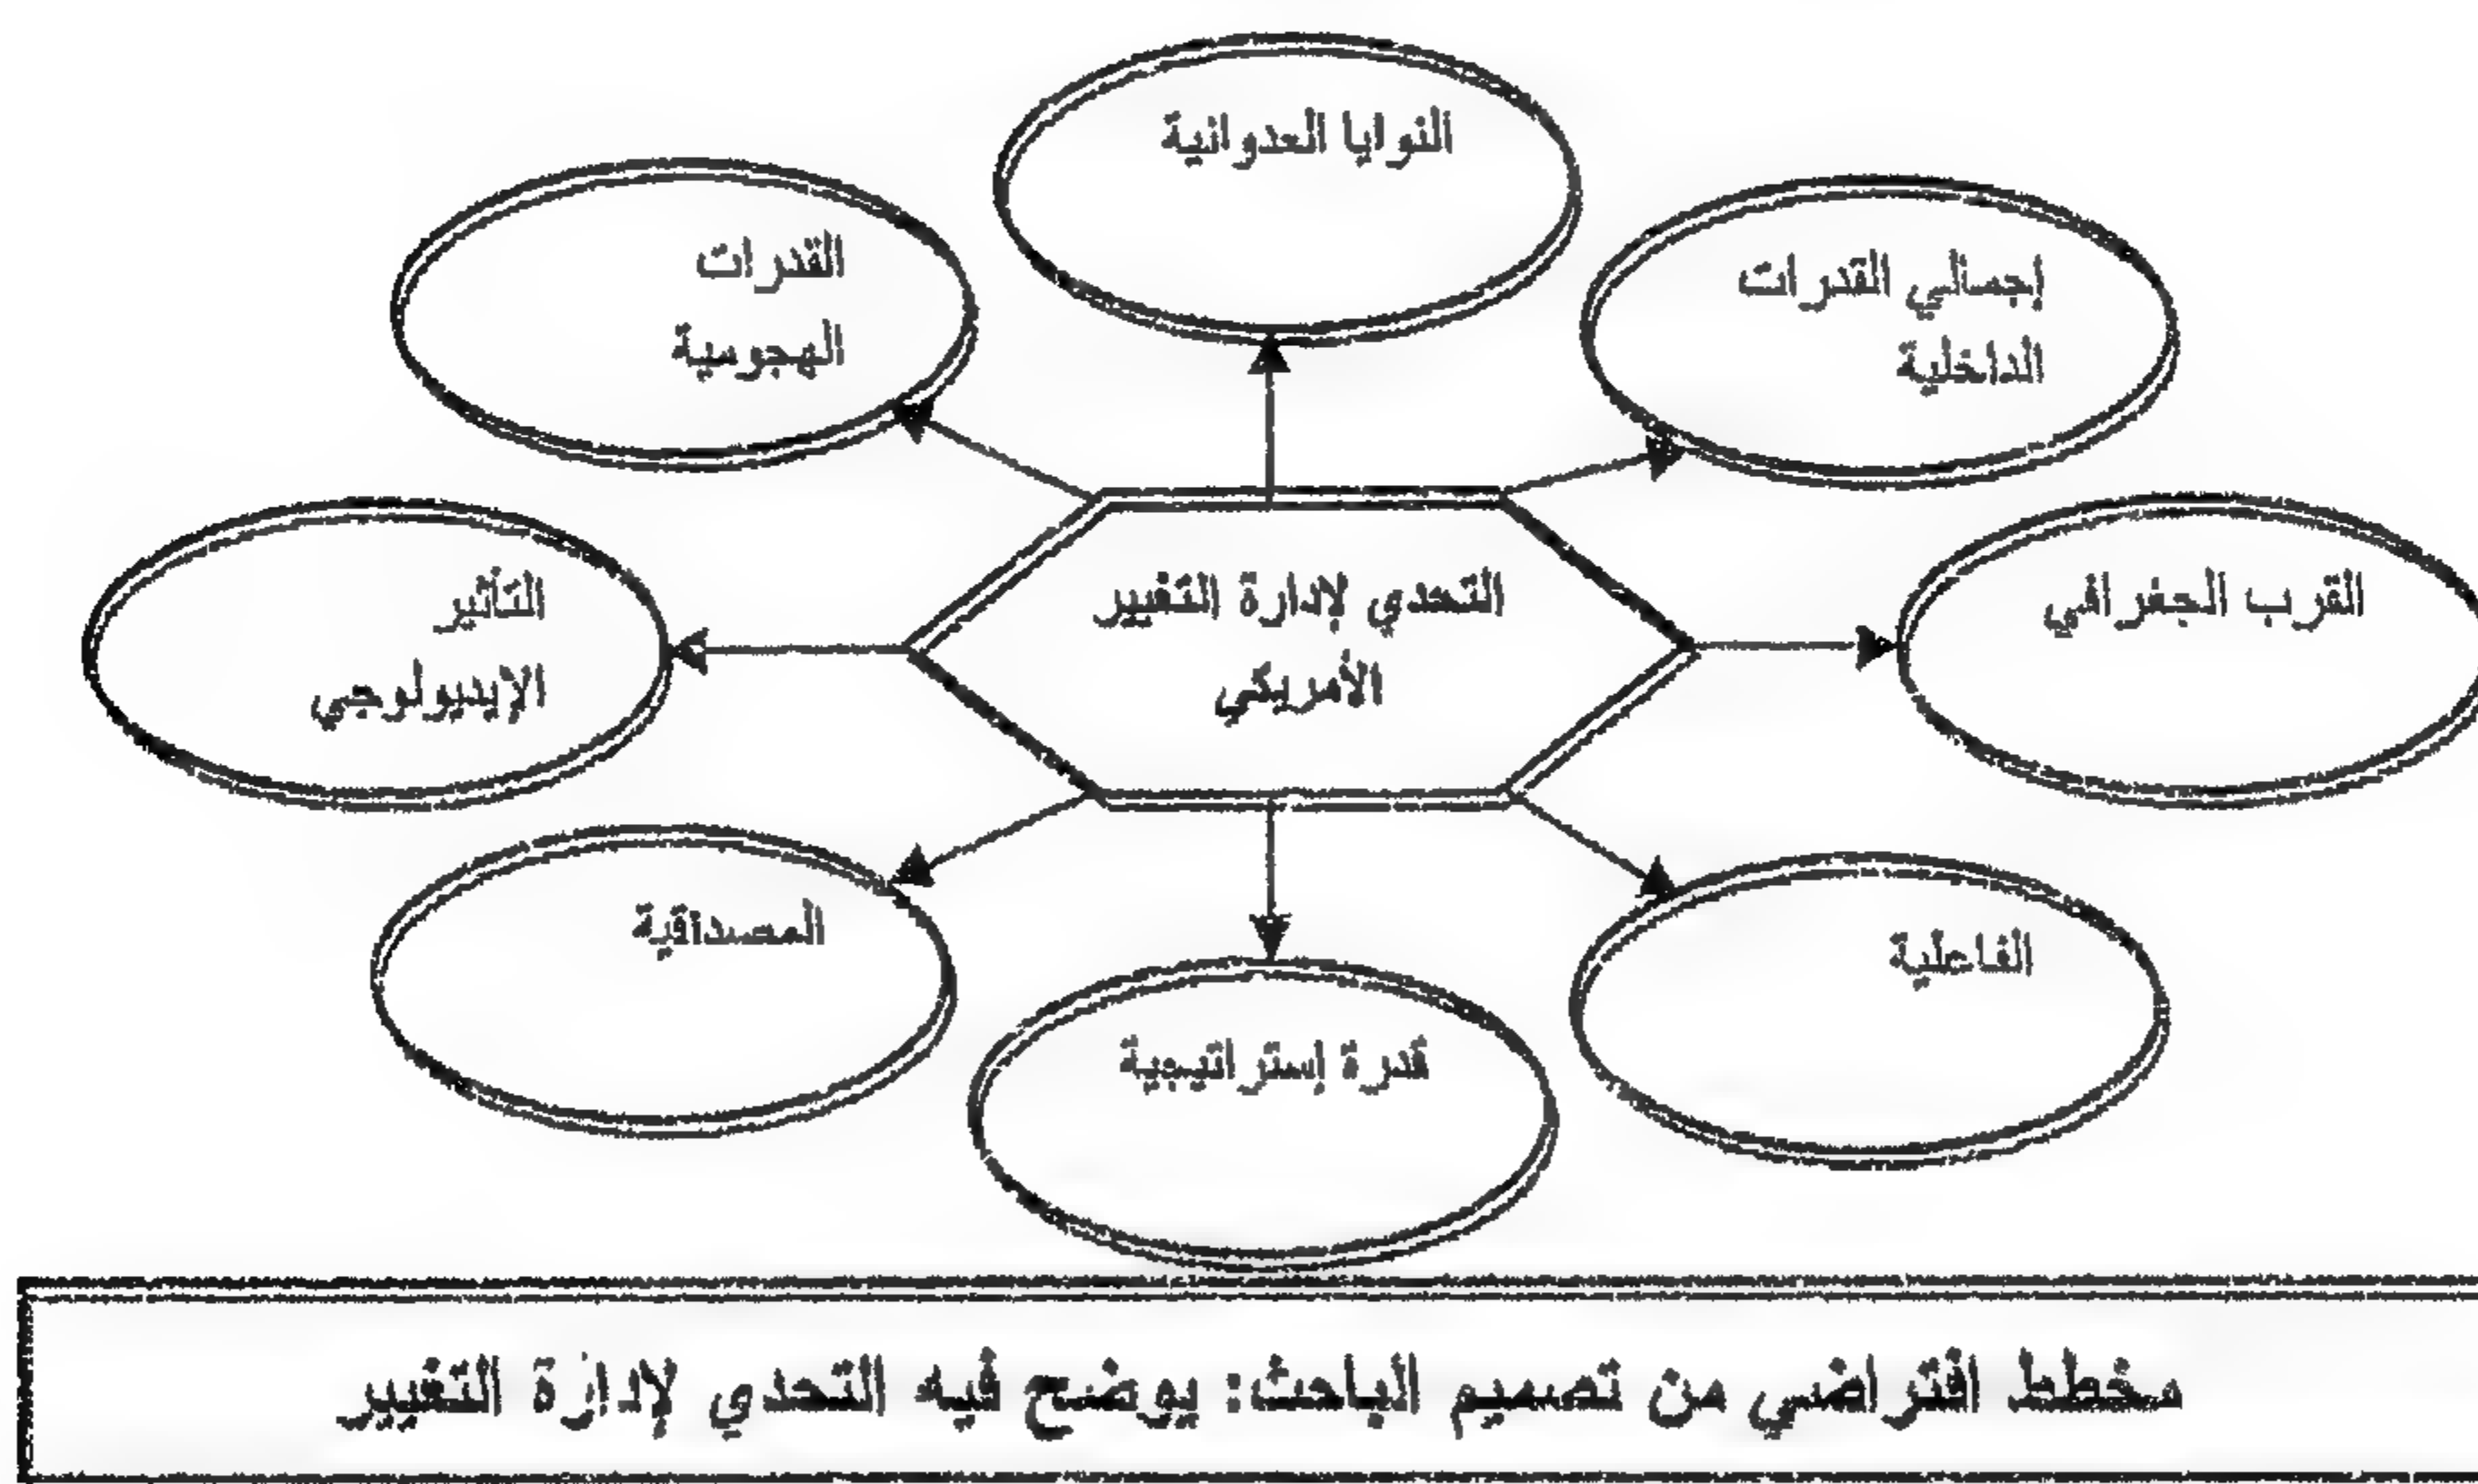 النوايا العدوانية
إجمالي القدرات
الداخلية
القدرات
الهجومية
القرب الجغرافي
التحدي لإدارة التغيير
الأمريكي
التأثير
الإيديولوجي
الفاعلية
قدرة إستراتيجية
المصداقية
مخطط افتراضي من تصميم الباحث: يوضح فيه التحدي لإدارة التغيير